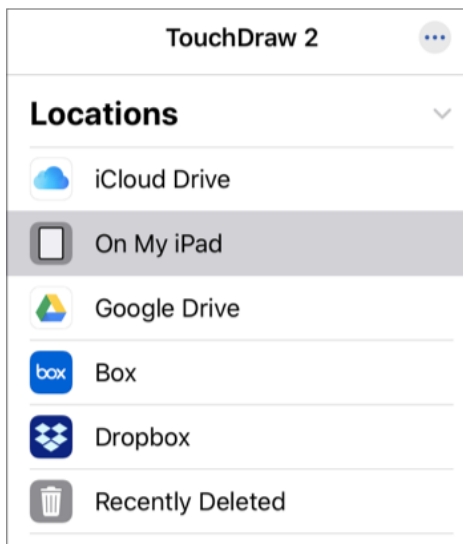 TouchDraw 2
Locations
iCloud Drive
On My iPad
Google Drive
box Box
Dropbox
Recently Deleted